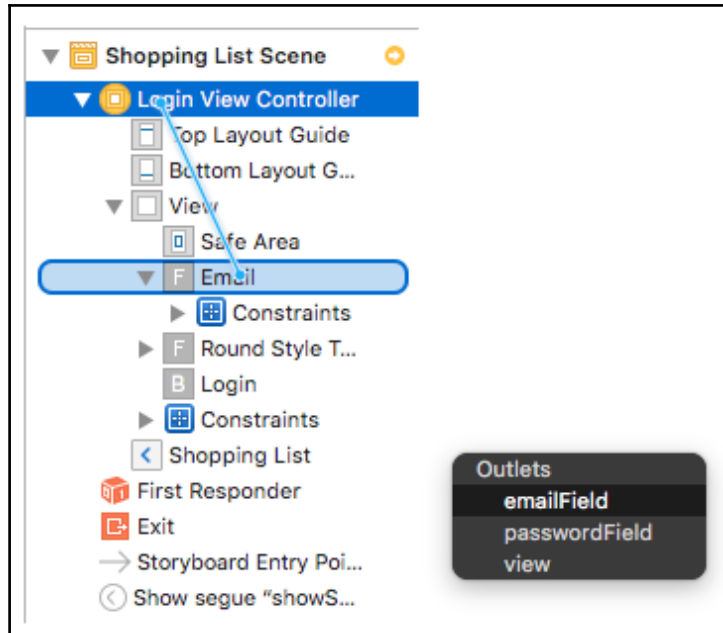 Shopping List Scene
Login View Controller
Top Layout Guide
Bottom Layout G...
View
Safe Area
F Email
Constraints
F Round Style T...
B Login
Constraints
Shopping List
First Responder
Exit
Storyboard Entry Poi...
Show segue “showS...
Outlets
emailField
passwordField
view